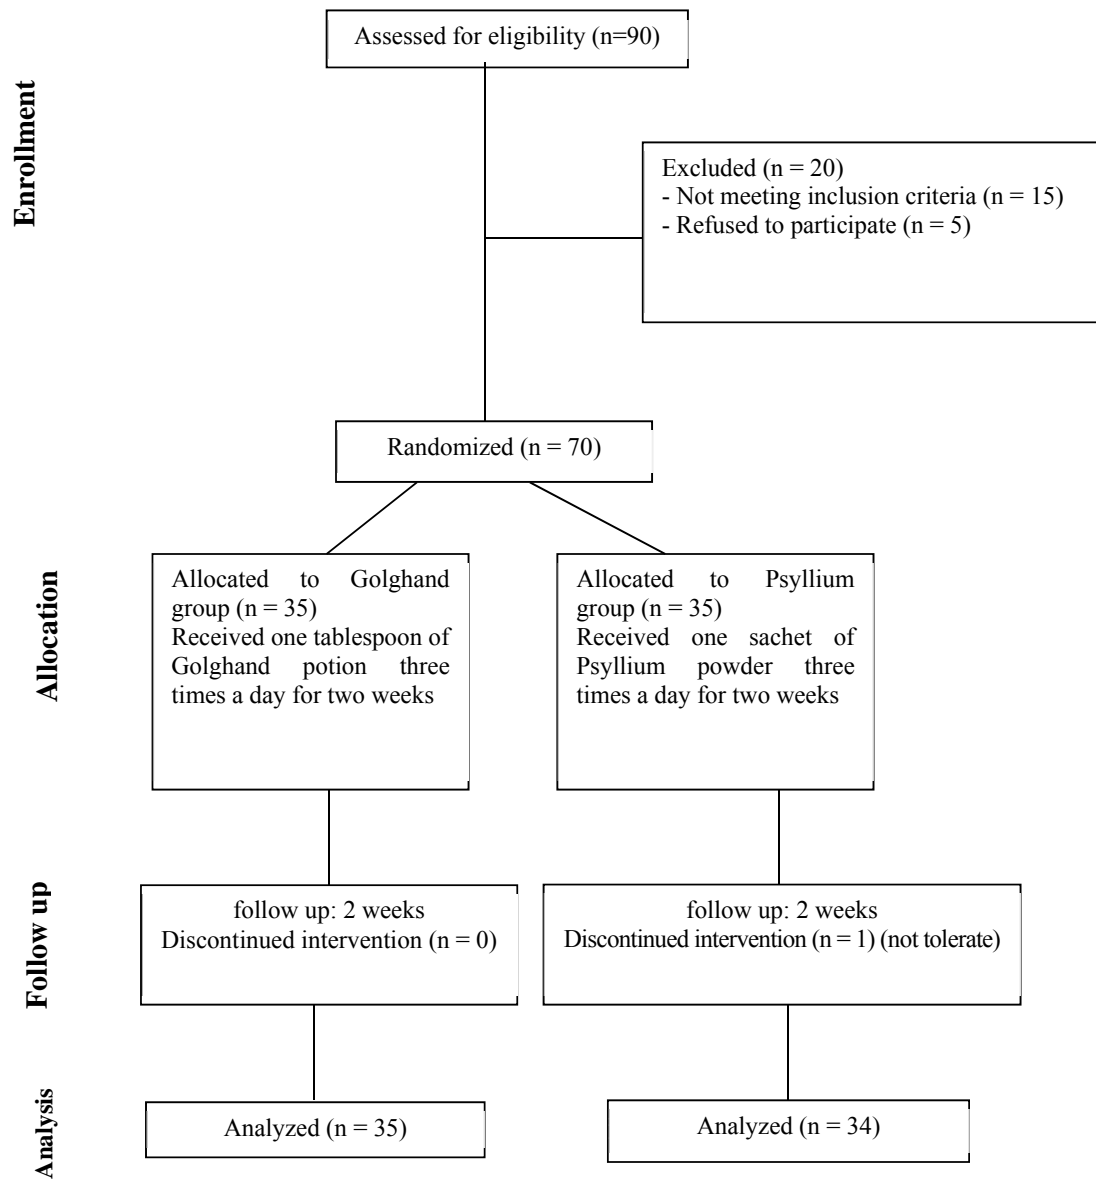 Assessed for eligibility (n=90)
Enrollment
Excluded (n = 20)
- Not meeting inclusion criteria (n = 15)
- Refused to participate (n = 5)
Randomized (n = 70)
Allocation
Allocated to Golghand
group (n = 35)
Received one tablespoon of
Golghand potion three
times a day for two weeks
Allocated to Psyllium
group (n = 35)
Received one sachet of
Psyllium powder three
times a day for two weeks
Follow up
follow up: 2 weeks
Discontinued intervention (n = 0)
follow up: 2 weeks
Discontinued intervention (n = 1) (not tolerate)
Analysis
Analyzed (n = 35)
Analyzed (n = 34)